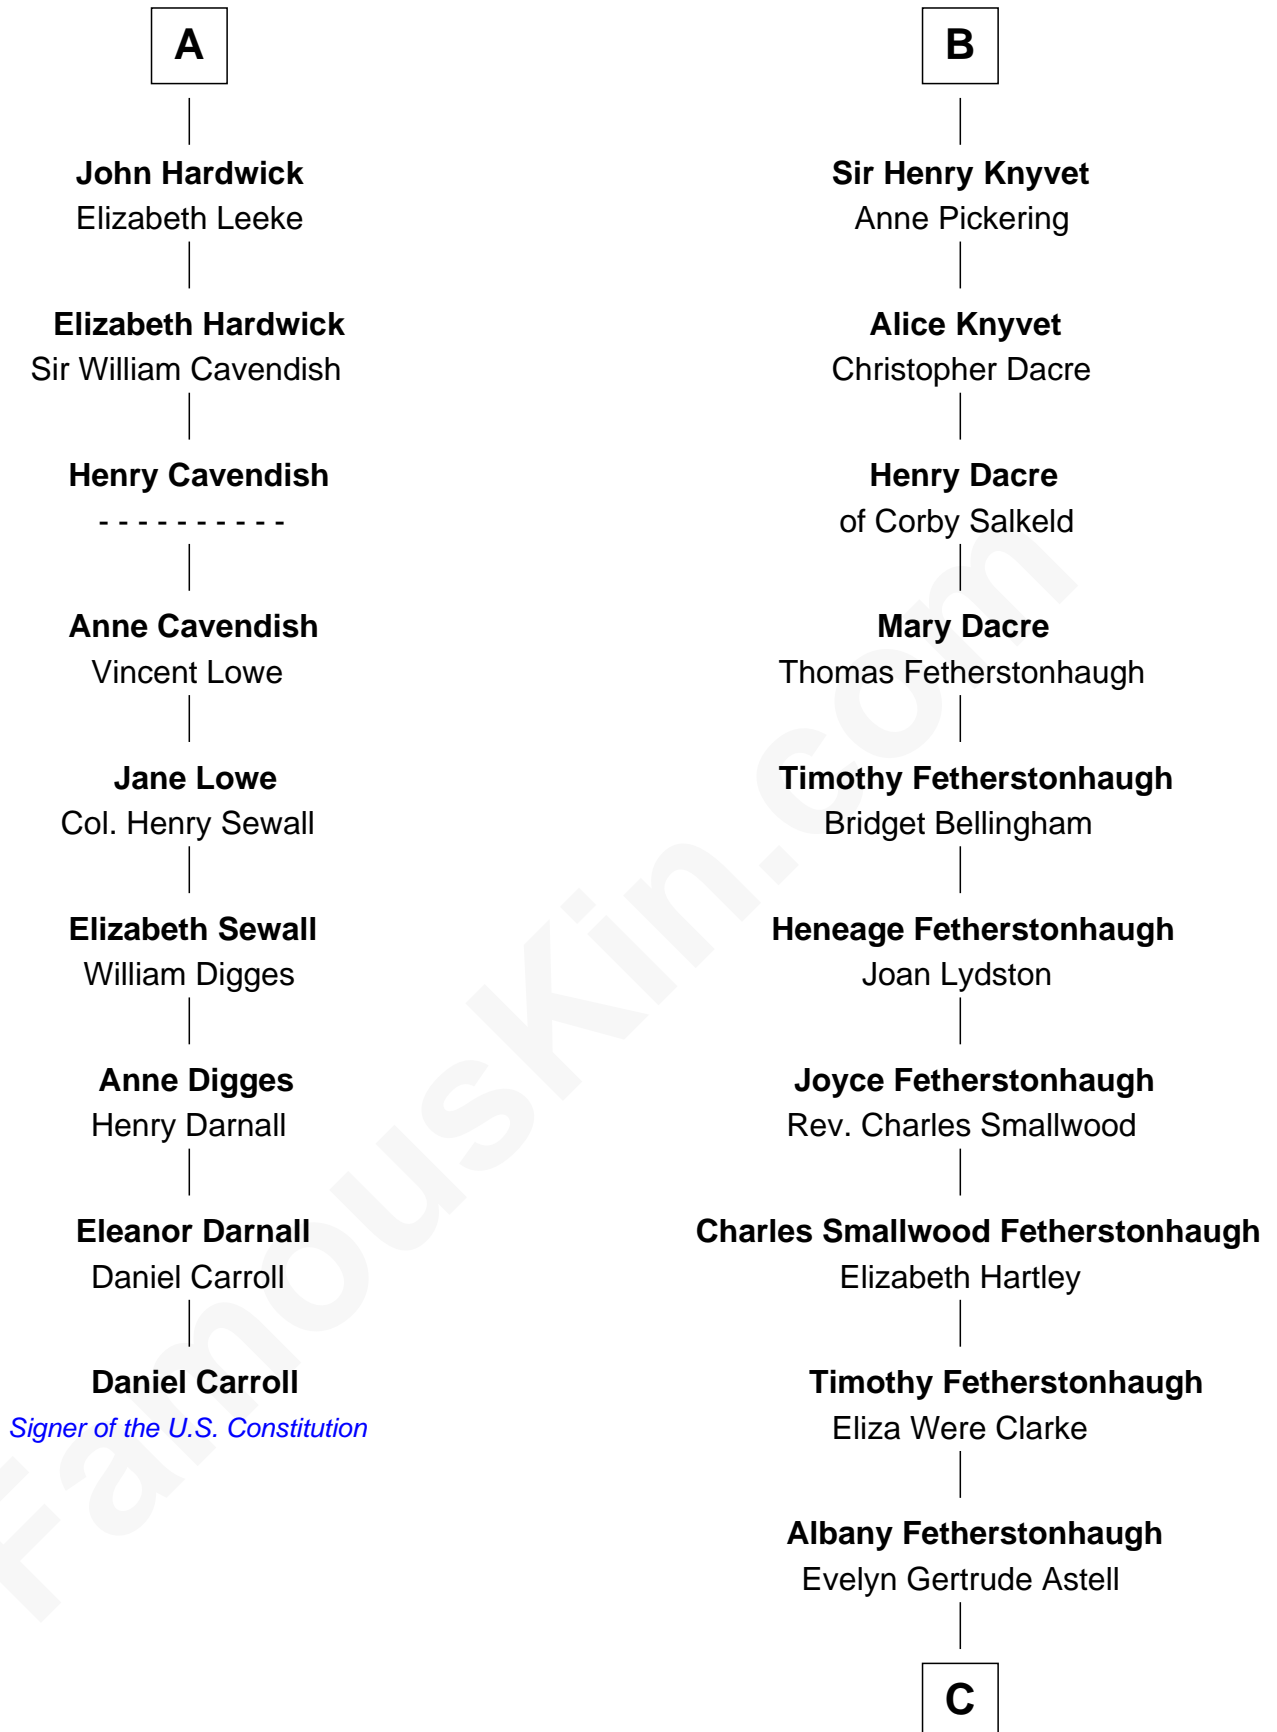 A
John Hardwick
Elizabeth Leeke
Elizabeth Hardwick
Sir William Cavendish
Henry Cavendish
- - - - - - - - - -
Anne Cavendish
Vincent Lowe
Jane Lowe
Col. Henry Sewall
Elizabeth Sewall
William Digges
Anne Digges
Henry Darnall
Eleanor Darnall
Daniel Carroll
Daniel Carroll
Signer of the U.S. Constitution
B
Sir Henry Knyvet
Anne Pickering
Alice Knyvet
Christopher Dacre
Henry Dacre
of Corby Salkeld
Mary Dacre
Thomas Fetherstonhaugh
Timothy Fetherstonhaugh
Bridget Bellingham
Heneage Fetherstonhaugh
Joan Lydston
Joyce Fetherstonhaugh
Rev. Charles Smallwood
Charles Smallwood Fetherstonhaugh
Elizabeth Hartley
Timothy Fetherstonhaugh
Eliza Were Clarke
Albany Fetherstonhaugh
Evelyn Gertrude Astell
C
FamousKin.com